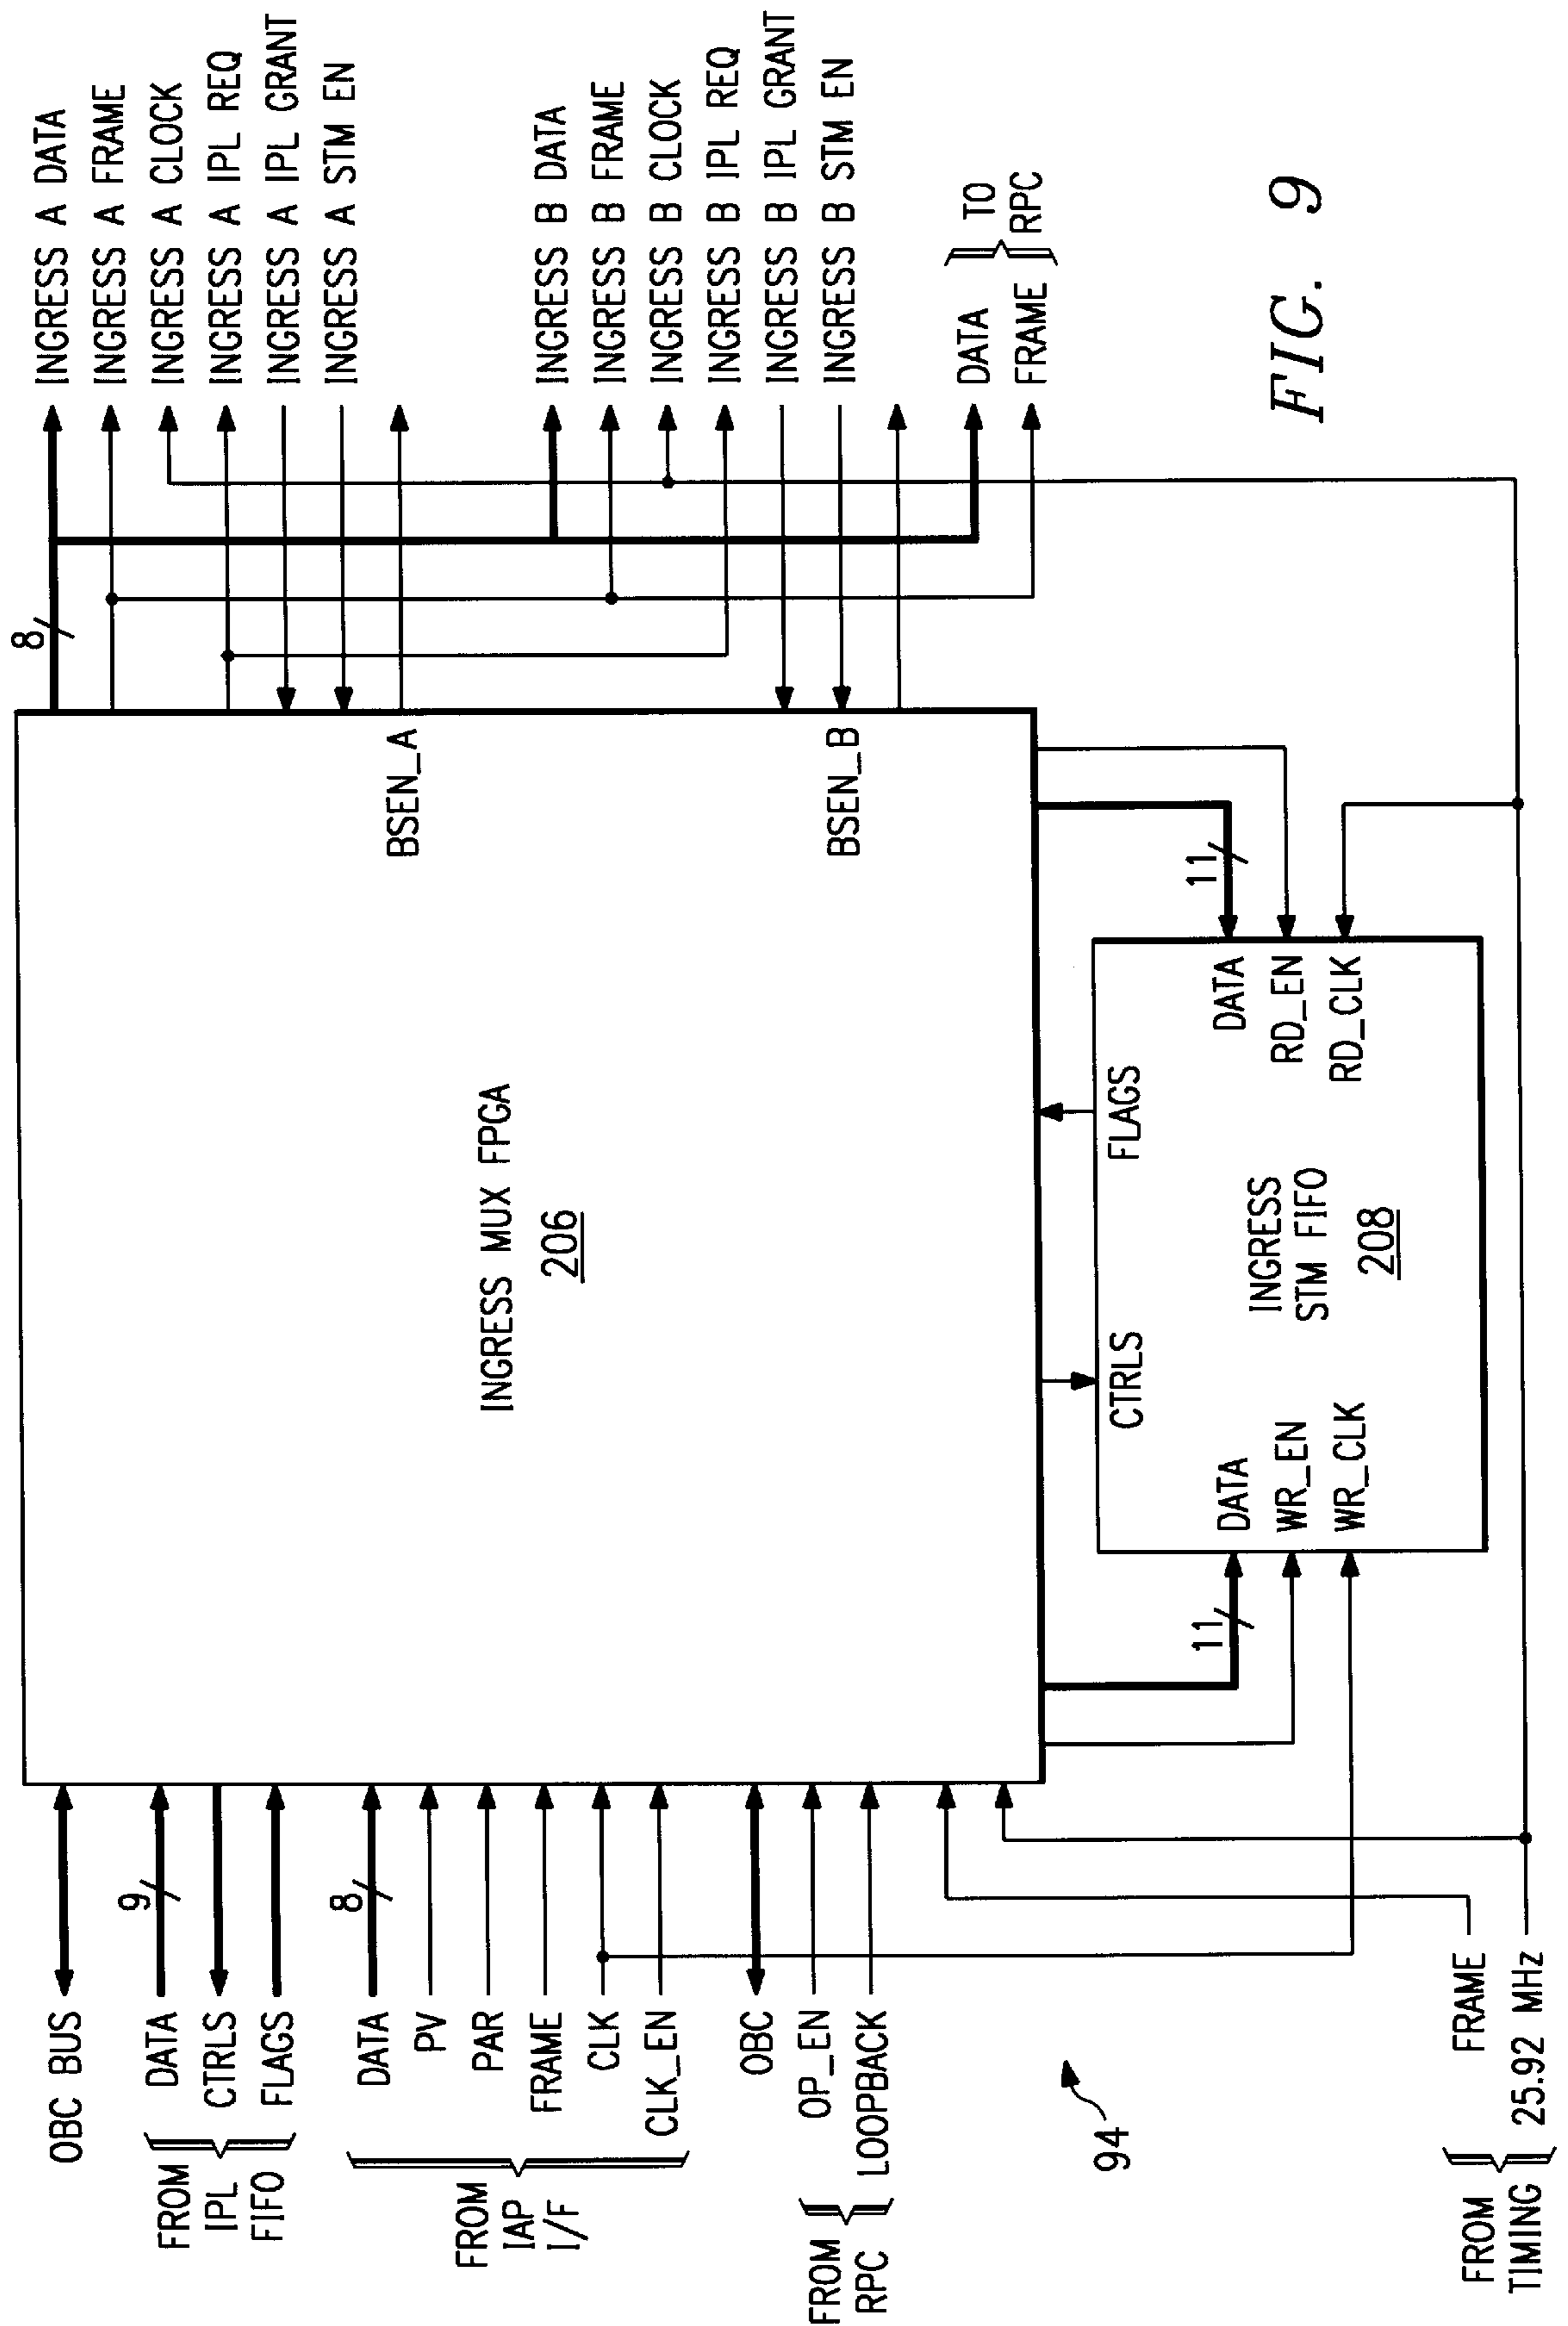 OBC BUS
DATA
CTRLS
FLAGS
FROM
IPL
FIFO
9
DATA
PV
PAR
FRAME
CLK
CLK_EN
FROM
IAP
I/F
8
OBC
OP_EN
LOOPBACK
FROM
RPC
94
FRAME
25.92 MHz
FROM
TIMING
INGRESS MUX FPGA
206
BSEN_A
BSEN_B
8
INGRESS A DATA
INGRESS A FRAME
INGRESS A CLOCK
INGRESS A IPL REQ
INGRESS A IPL GRANT
INGRESS A STM EN
INGRESS B DATA
INGRESS B FRAME
INGRESS B CLOCK
INGRESS B IPL REQ
INGRESS B IPL GRANT
INGRESS B STM EN
DATA
FRAME
TO
RPC
11
DATA
WR_EN
WR_CLK
CTRLS
FLAGS
INGRESS
STM FIFO
208
DATA
RD_EN
RD_CLK
11
FIG. 9